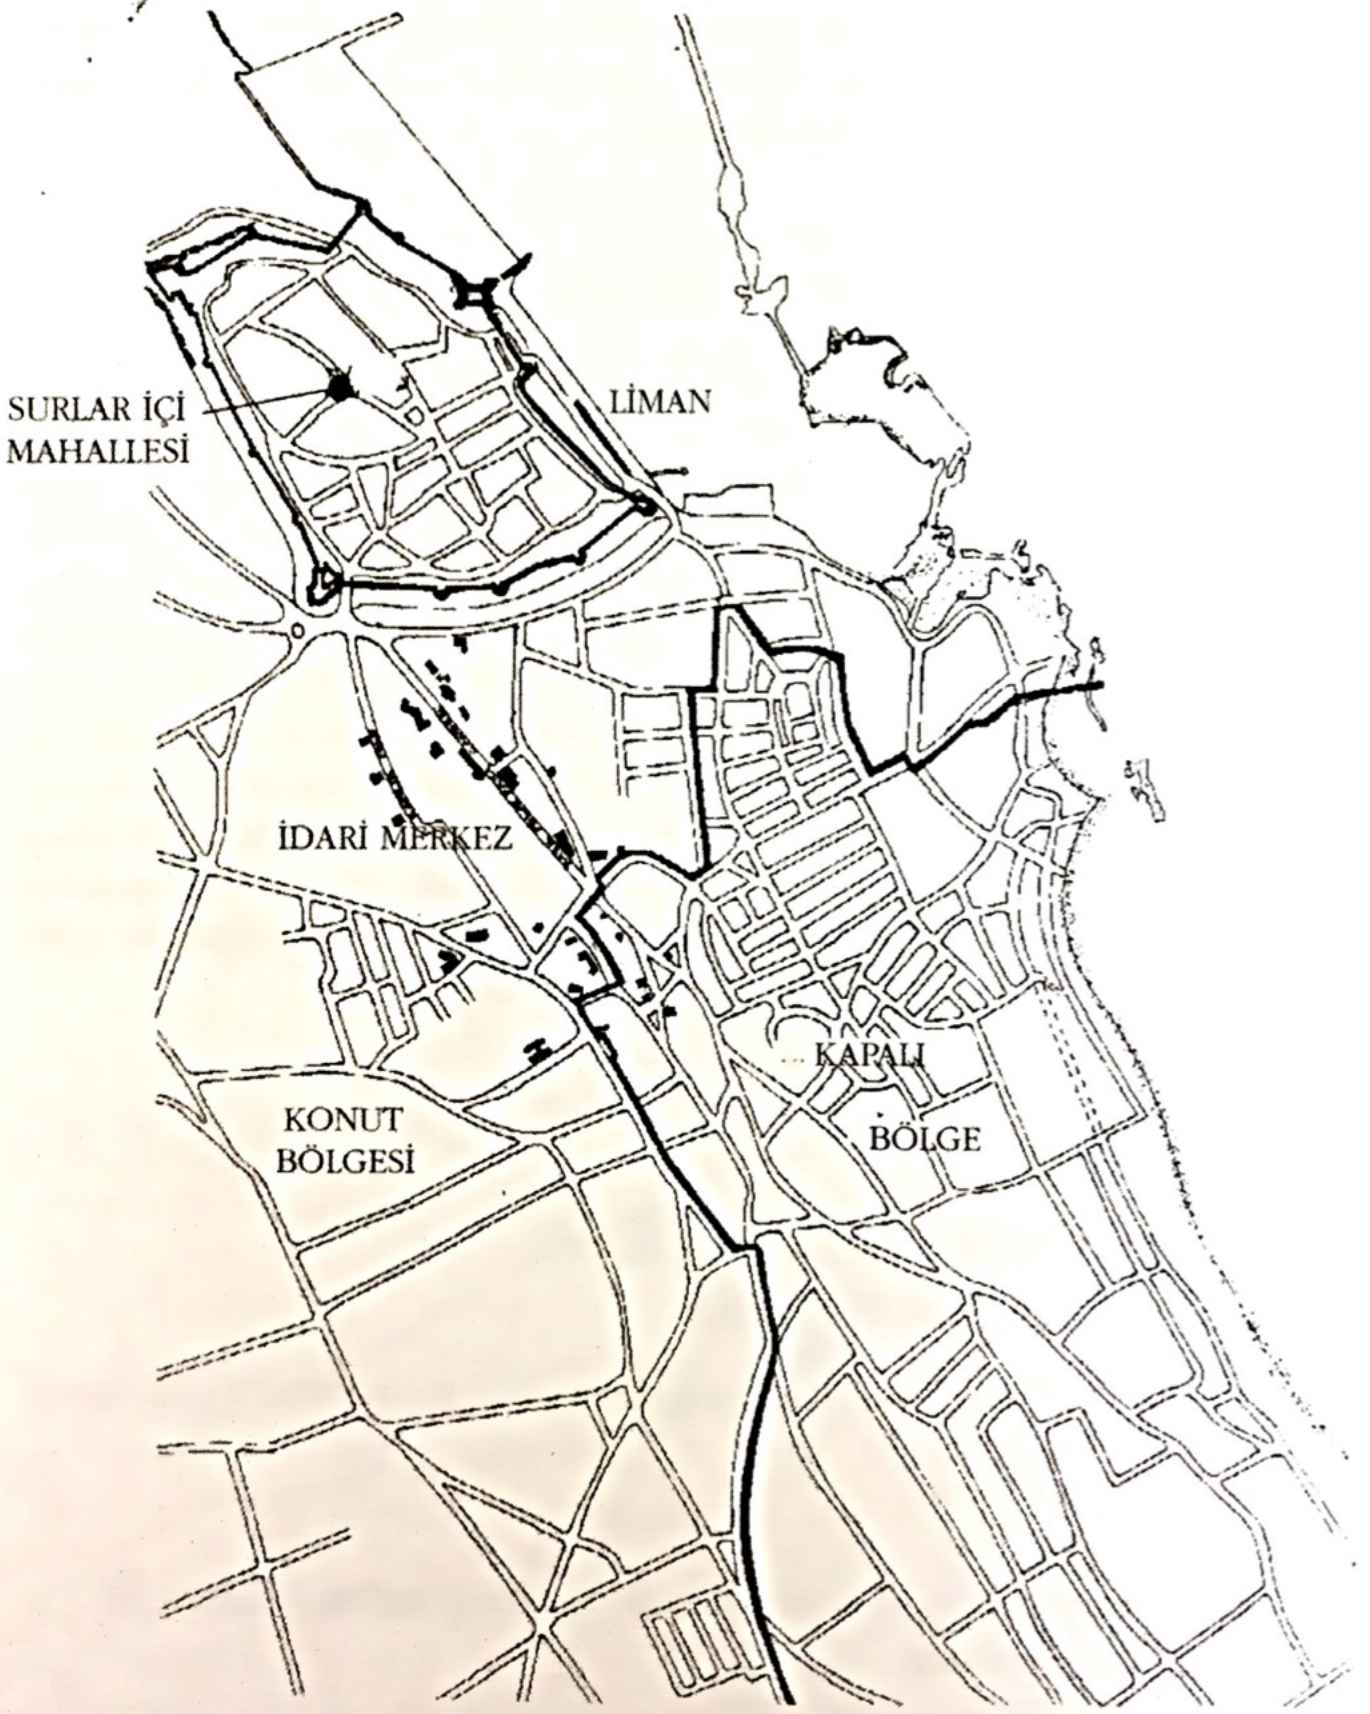 SURLAR İÇİ
MAHALLESİ
LİMAN
İDARİ MERKEZ
KONUT
BÖLGESİ
KAPALI
BÖLGE